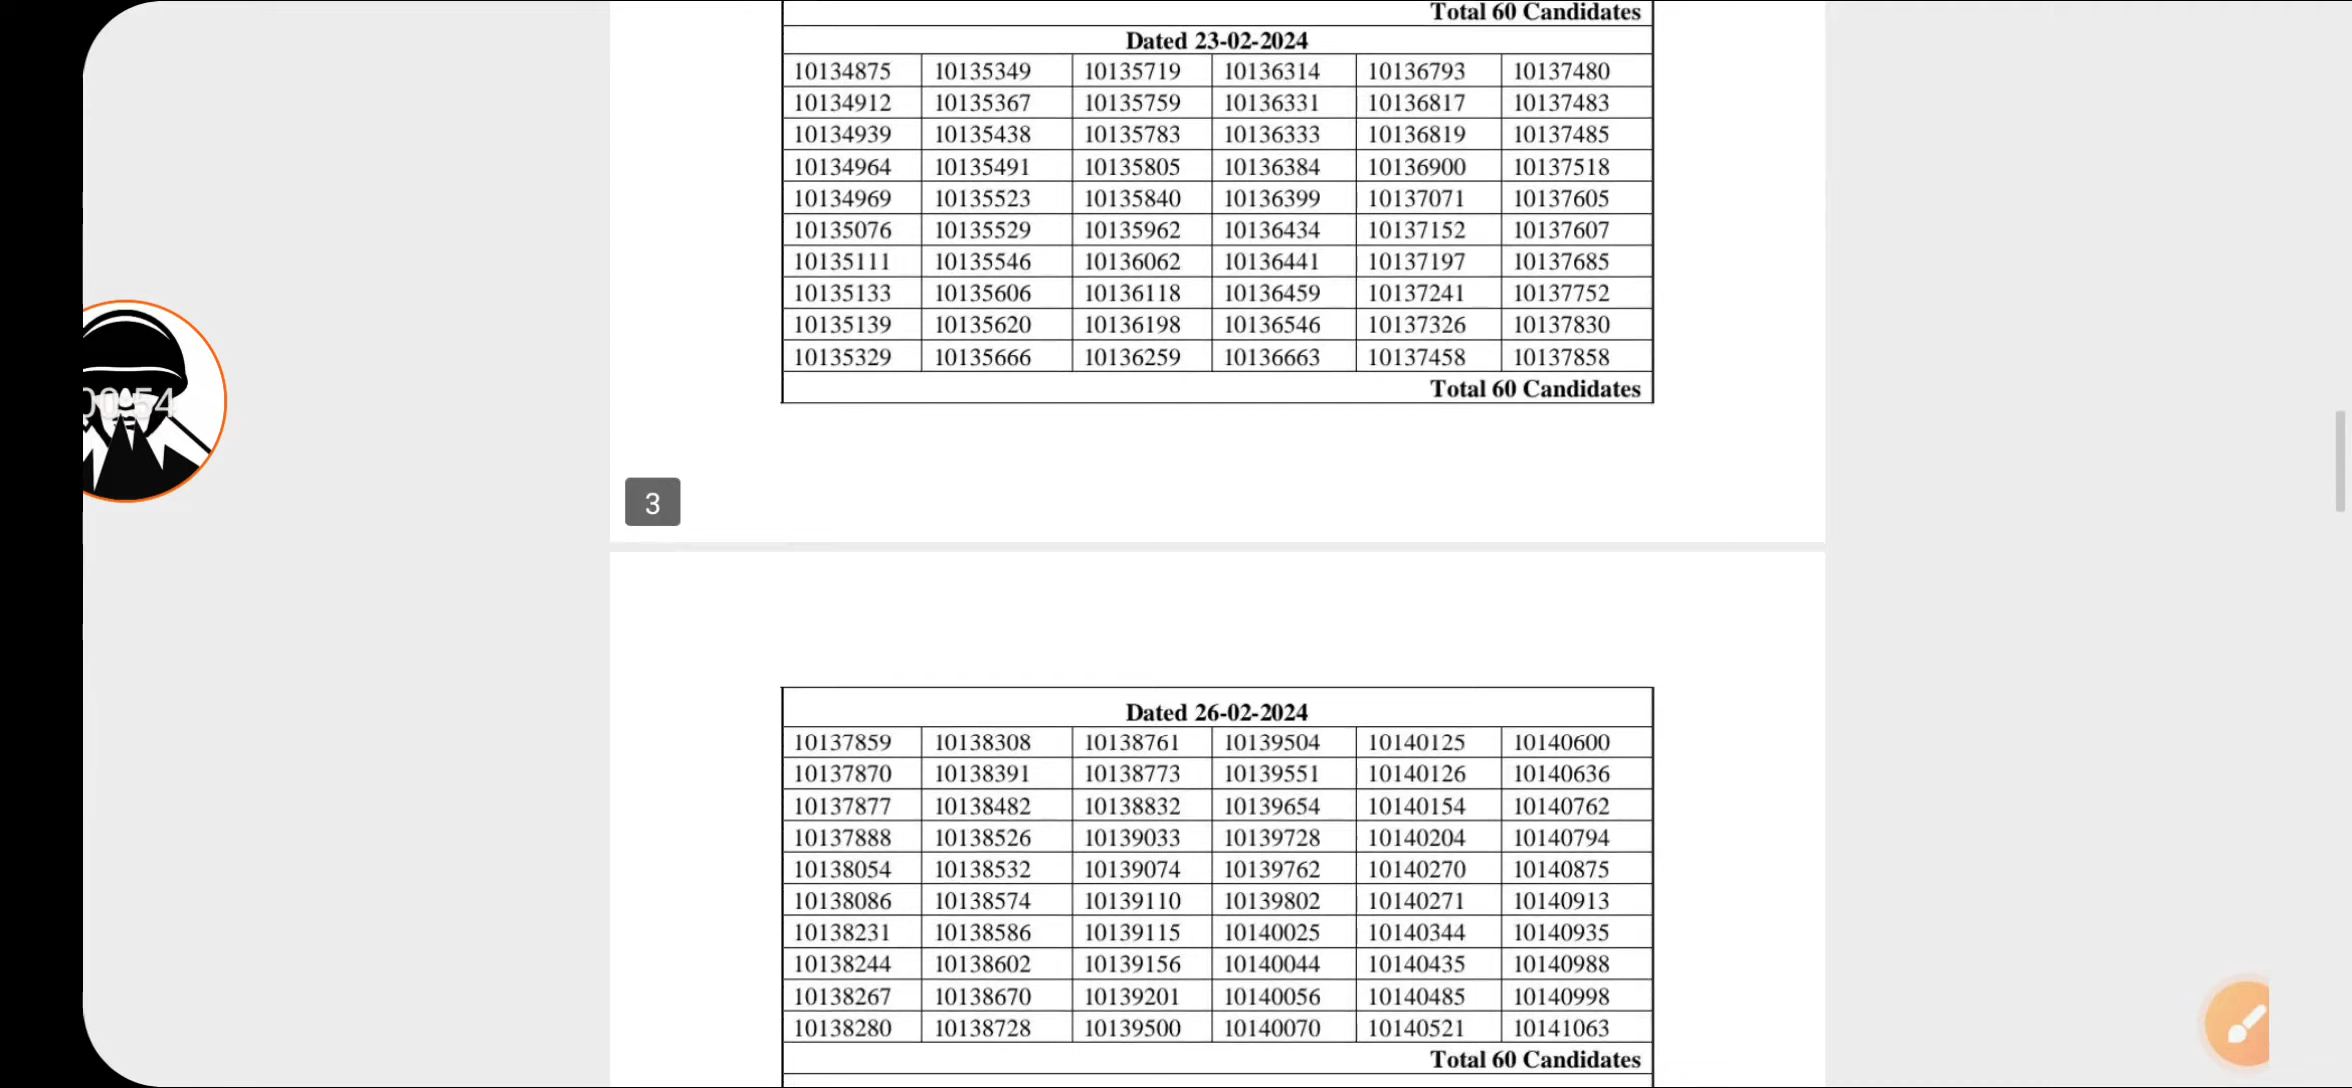 Total 60 Candidates
Dated 23-02-2024
10134875 10135349 10135719 10136314 10136793 10137480
10134912 10135367 10135759 10136331 10136817 10137483
10134939 10135438 10135783 10136333 10136819 10137485
10134964 10135491 10135805 10136384 10136900 10137518
10134969 10135523 10135840 10136399 10137071 10137605
10135076 10135529 10135962 10136434 10137152 10137607
10135111 10135546 10136062 10136441 10137197 10137685
10135133 10135606 10136118 10136459 10137241 10137752
10135139 10135620 10136198 10136546 10137326 10137830
10135329 10135666 10136259 10136663 10137458 10137858
Total 60 Candidates
00:54
3
Dated 26-02-2024
10137859 10138308 10138761 10139504 10140125 10140600
10137870 10138391 10138773 10139551 10140126 10140636
10137877 10138482 10138832 10139654 10140154 10140762
10137888 10138526 10139033 10139728 10140204 10140794
10138054 10138532 10139074 10139762 10140270 10140875
10138086 10138574 10139110 10139802 10140271 10140913
10138231 10138586 10139115 10140025 10140344 10140935
10138244 10138602 10139156 10140044 10140435 10140988
10138267 10138670 10139201 10140056 10140485 10140998
10138280 10138728 10139500 10140070 10140521 10141063
Total 60 Candidates